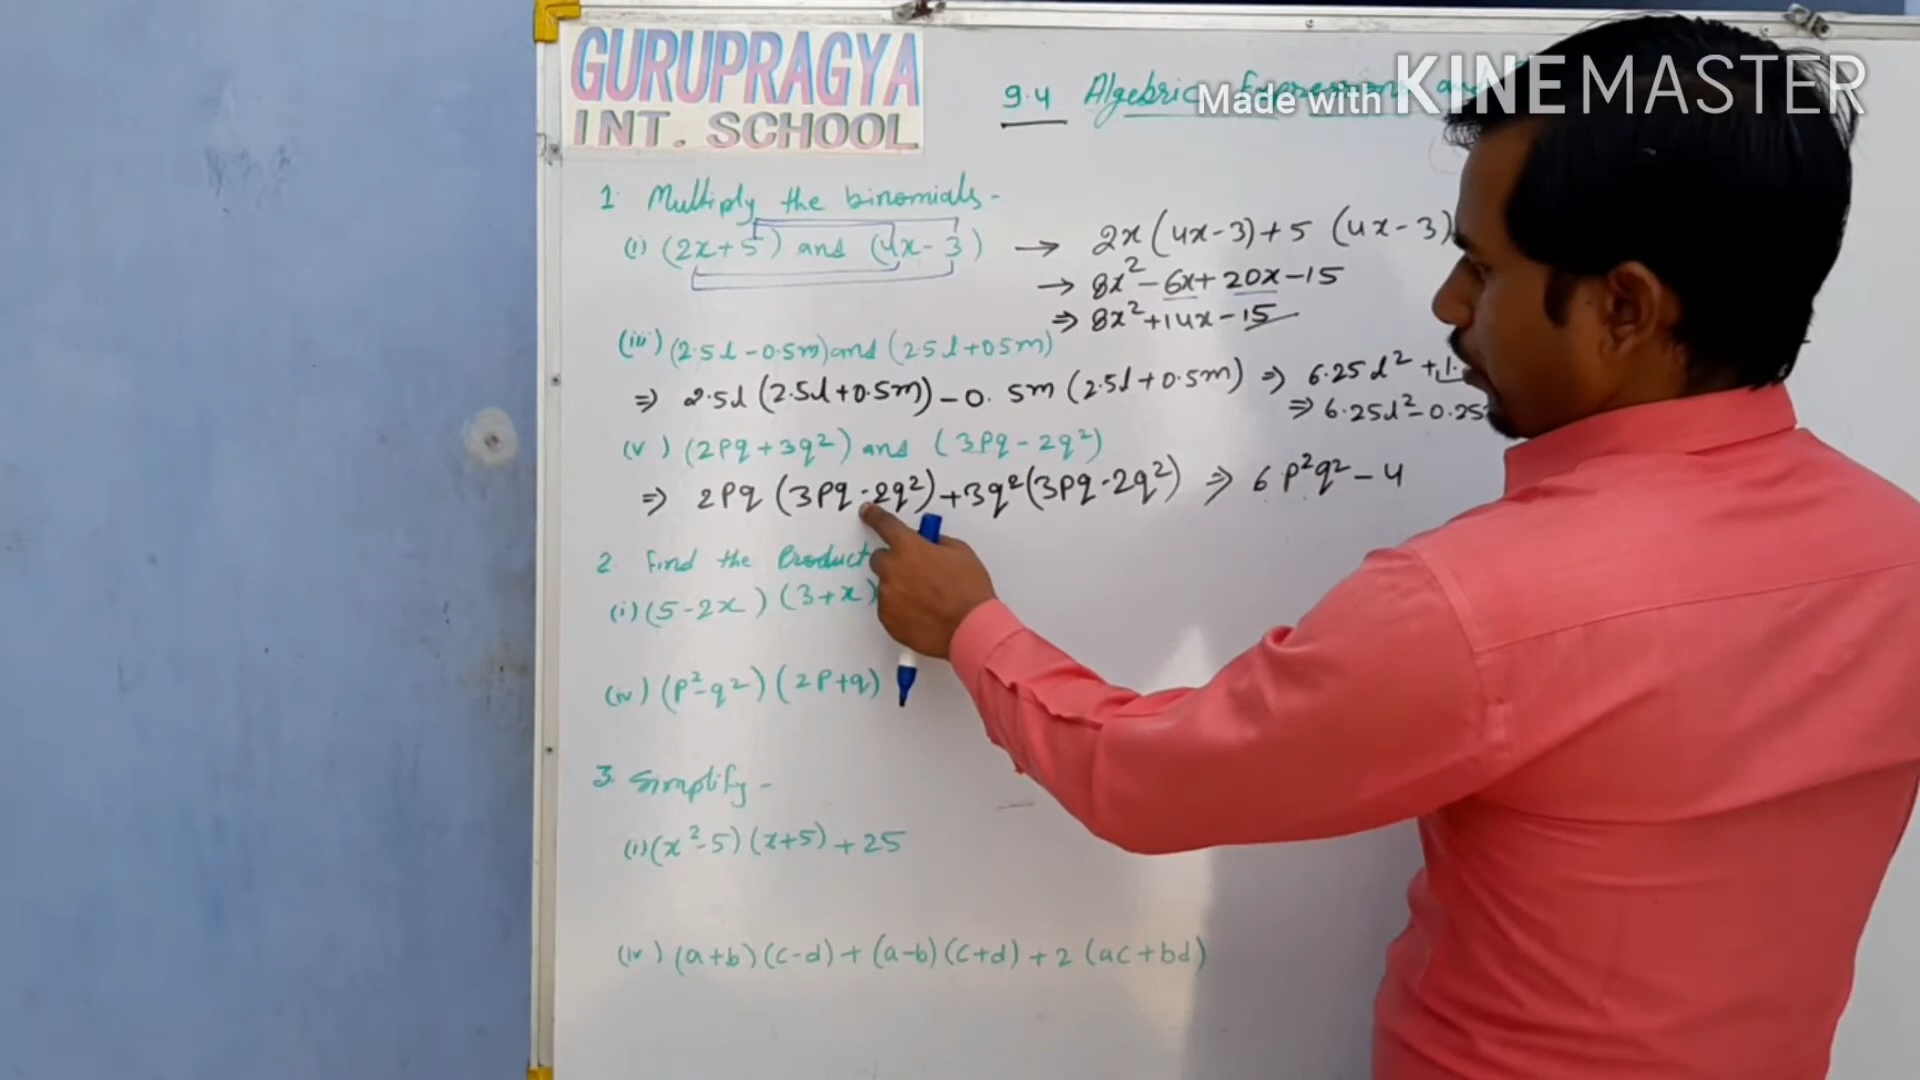 GURUPRAGYA
INT. SCHOOL
9.4 Algebric Expressions
Made with KINEMASTER
1. Multiply the binomials-
(i) (2x+5) and (4x-3) → 2x(4x-3)+5 (4x-3)
→ 8x²-6x+20x-15
⇒ 8x²+14x-15
(iii) (2.5l-0.5m) and (2.5l+0.5m)
⇒ 2.5l(2.5l+0.5m)-0.5m(2.5l+0.5m) ⇒ 6.25l²+1.
⇒ 6.25l²-0.25
(v) (2pq+3q²) and (3pq-2q²)
⇒ 2pq(3pq-2q²)+3q²(3pq-2q²) ⇒ 6p²q²-4
2. Find the Product
(i) (5-2x) (3+x)
(iv) (p²-q²) (2p+q)
3. Simplify-
(i) (x²-5) (x+5)+25
(iv) (a+b) (c-d)+(a-b) (c+d)+2 (ac+bd)